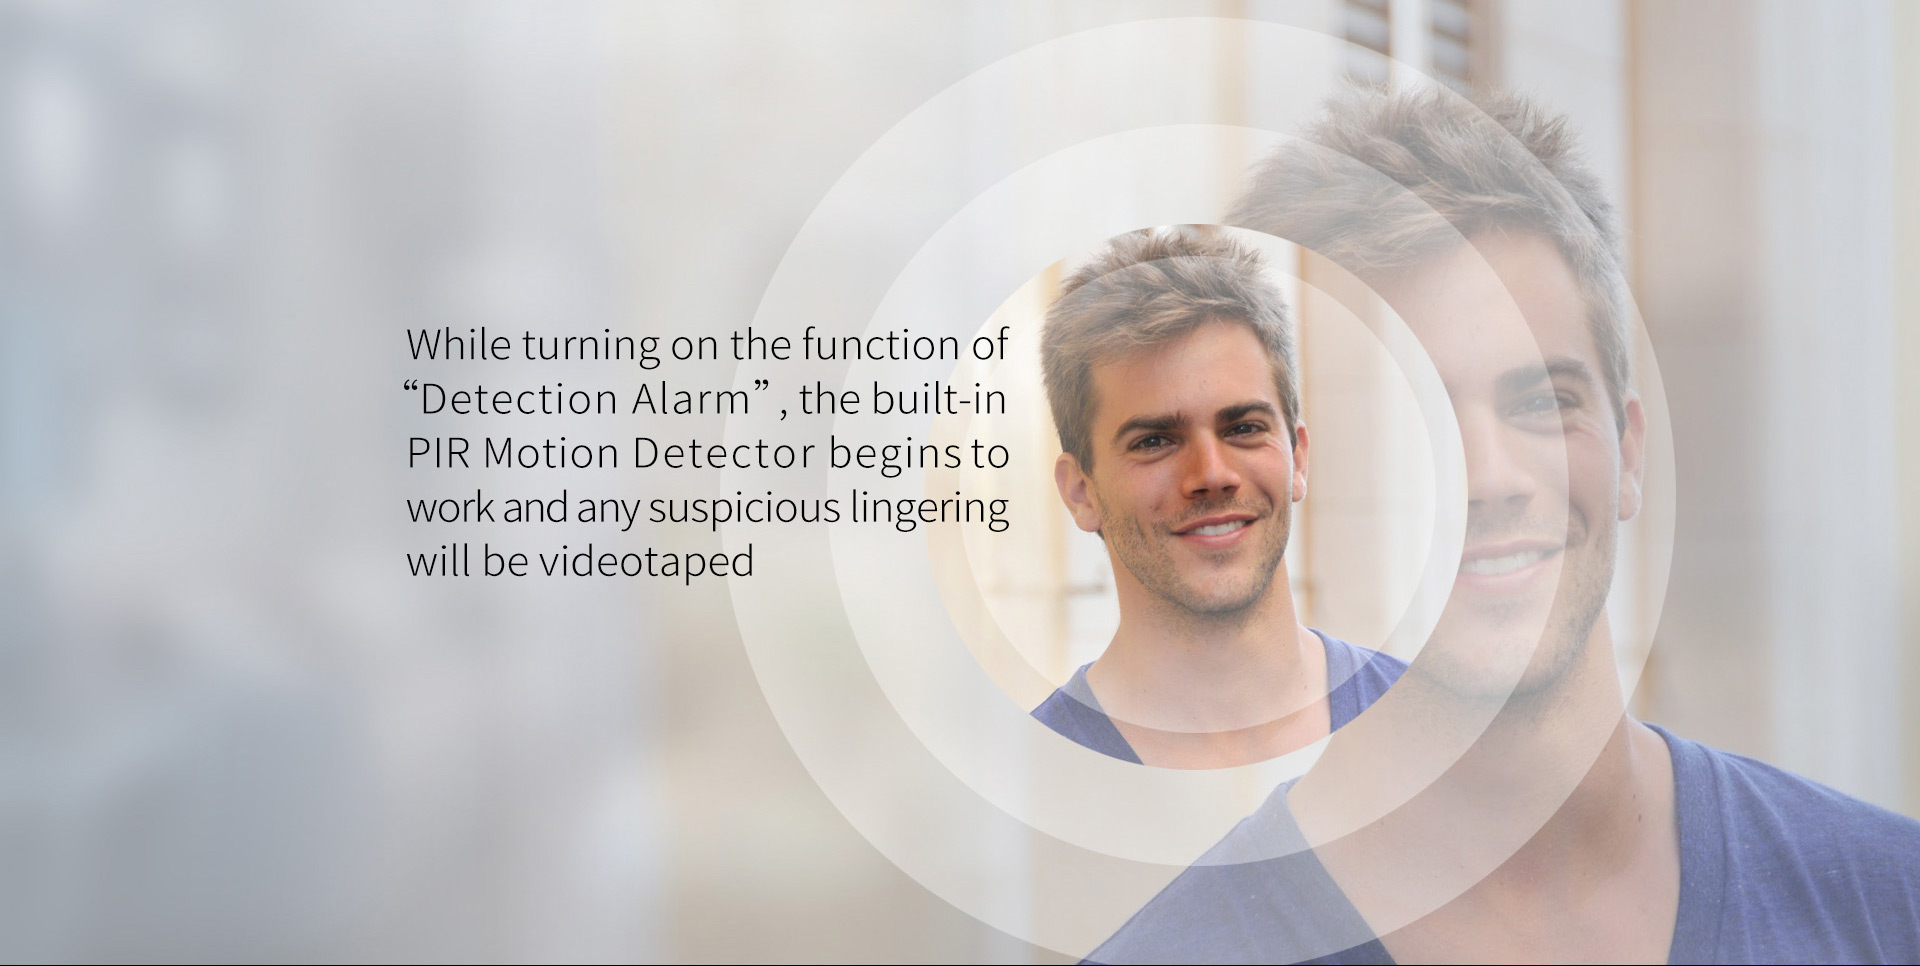 While turning on the function of
“Detection Alarm”, the built-in
PIR Motion Detector begins to
work and any suspicious lingering
will be videotaped